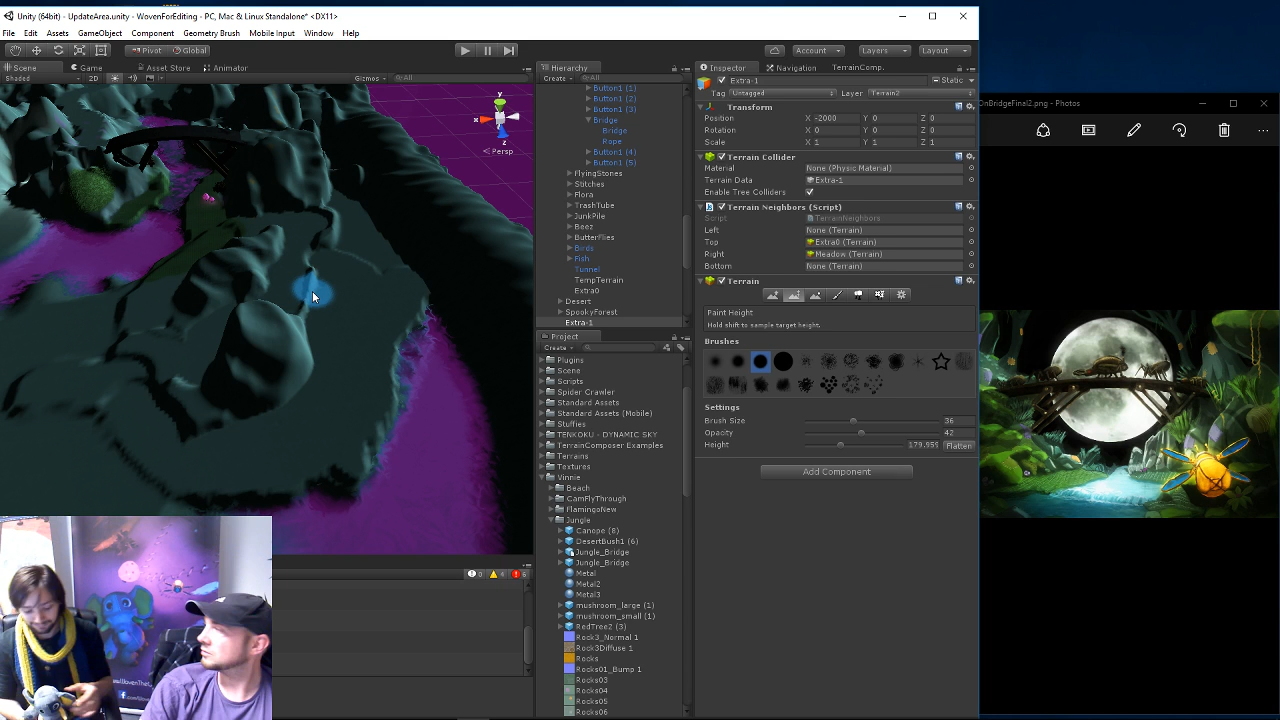 Unity (64bit) - UpdateArea.unity - WovenForEditing - PC, Mac & Linux Standalone* <DX11>
File Edit Assets GameObject Component Geometry Brush Mobile Input Window Help
Pivot Global Account Layers Layout
Scene Game Asset Store Animator
Shaded 2D Gizmos All
y
x
z
Persp
Hierarchy
Create All
Button1 (1)
Button1 (2)
Button1 (3)
Bridge
Bridge
Rope
Button1 (4)
Button1 (5)
FlyingStones
Stitches
Flora
TrashTube
JunkPile
Beez
ButterFlies
Birds
Fish
Tunnel
TempTerrain
Extra0
Desert
SpookyForest
Extra-1
Project
Create
Plugins
Scene
Scripts
Spider Crawler
Standard Assets
Standard Assets (Mobile)
Stuffies
TENKOKU - DYNAMIC SKY
TerrainComposer Examples
Terrains
Textures
Vinnie
Beach
CamFlyThrough
FlamingoNew
Jungle
Canope (8)
DesertBush1 (6)
Jungle_Bridge
Jungle_Bridge
Metal
Metal2
Metal3
mushroom_large (1)
mushroom_small (1)
RedTree2 (3)
Rock3_Normal 1
Rock3Diffuse 1
Rocks
Rocks01_Bump 1
Rocks03
Rocks04
Rocks05
Rocks06
Inspector Navigation TerrainComp.
Extra-1 Static
Tag Untagged Layer Terrain2
Transform
Position X -2000 Y 0 Z 0
Rotation X 0 Y 0 Z 0
Scale X 1 Y 1 Z 1
Terrain Collider
Material None (Physic Material)
Terrain Data Extra-1
Enable Tree Colliders
Terrain Neighbors (Script)
Script TerrainNeighbors
Left None (Terrain)
Top Extra0 (Terrain)
Right Meadow (Terrain)
Bottom None (Terrain)
Terrain
Paint Height
Hold shift to sample target height.
Brushes
Settings
Brush Size 36
Opacity 42
Height 179.959 Flatten
Add Component
OnBridgeFinal2.png - Photos
0 4 6